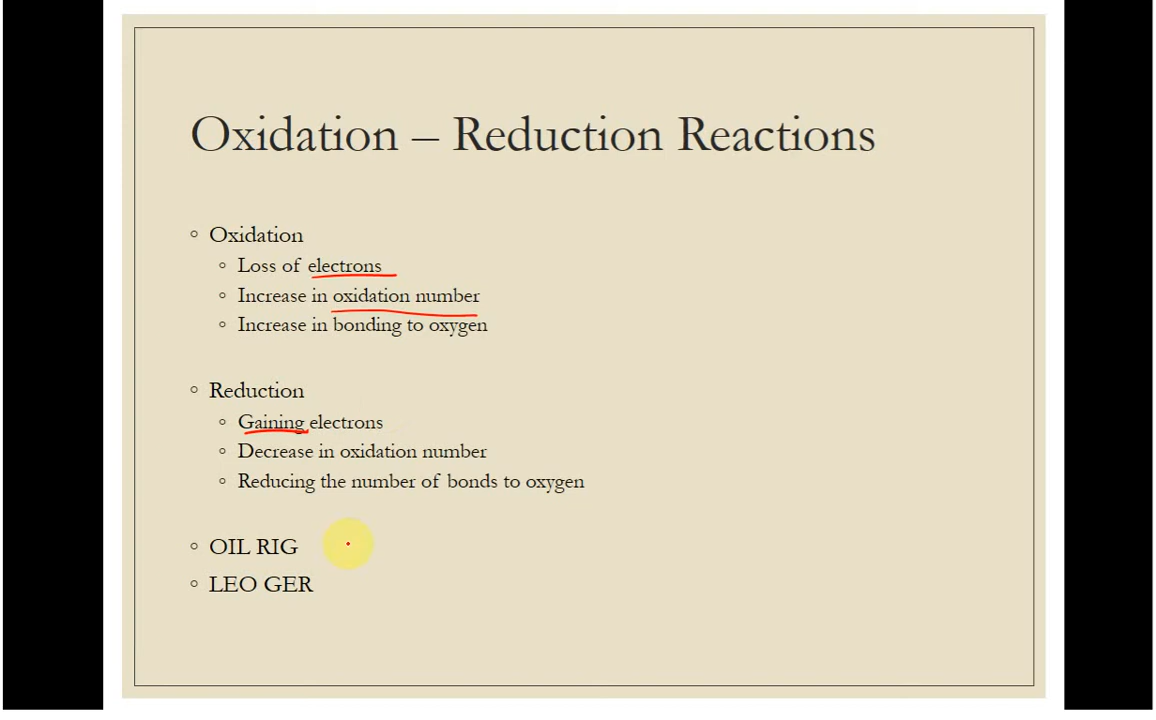 Oxidation – Reduction Reactions
Oxidation
Loss of electrons
Increase in oxidation number
Increase in bonding to oxygen
Reduction
Gaining electrons
Decrease in oxidation number
Reducing the number of bonds to oxygen
OIL RIG
LEO GER